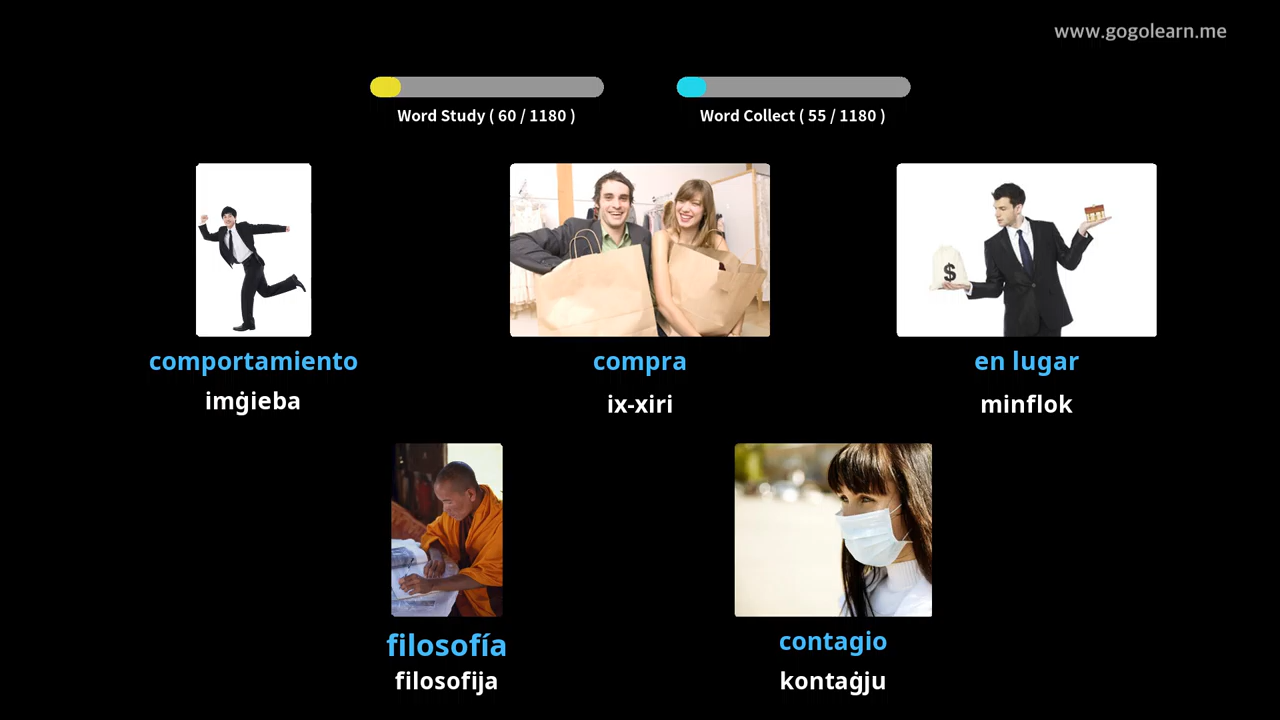 www.gogolearn.me
Word Study ( 60 / 1180 )
Word Collect ( 55 / 1180 )
comportamiento
imġieba
compra
ix-xiri
en lugar
minflok
filosofía
filosofija
contagio
kontaġju